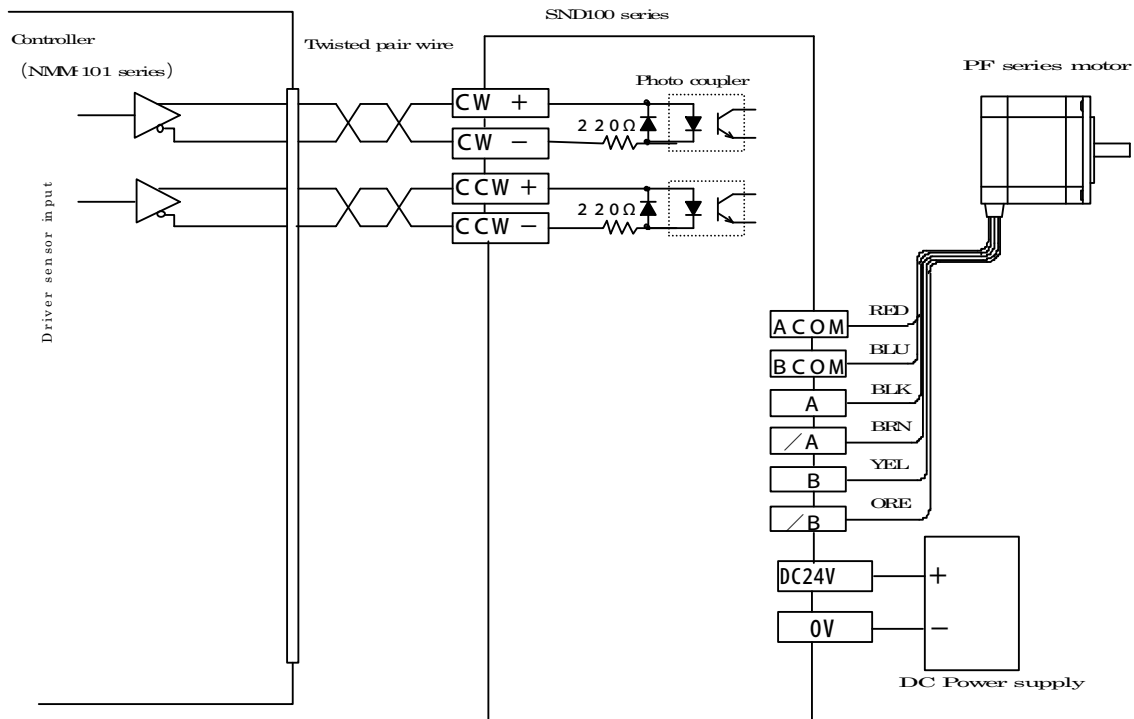 SND100 series
Controller
(NMM-101 series)
Twisted pair wire
Photo coupler
PF series motor
CW +
220Ω
CW −
CCW +
220Ω
CCW −
Driver sensor input
ACOM
RED
BCOM
BLU
A
BLK
/A
BRN
B
YEL
/B
ORE
DC24V
+
0V
−
DC Power supply